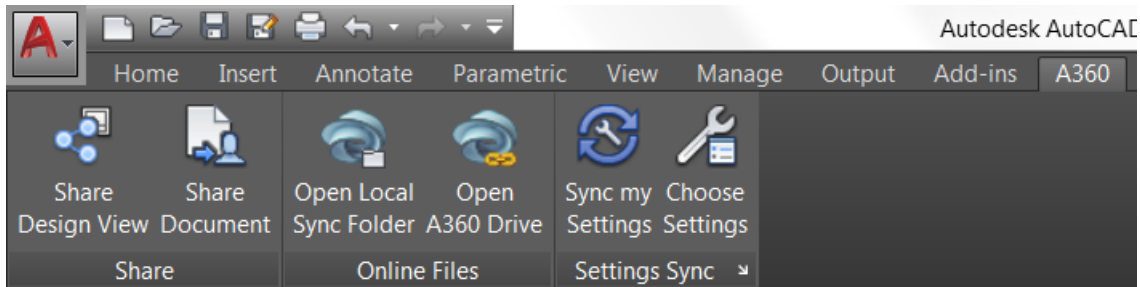 Autodesk AutoCAD
Home Insert Annotate Parametric View Manage Output Add-ins A360
Share Share Open Local Open Sync my Choose
Design View Document Sync Folder A360 Drive Settings Settings
Share Online Files Settings Sync